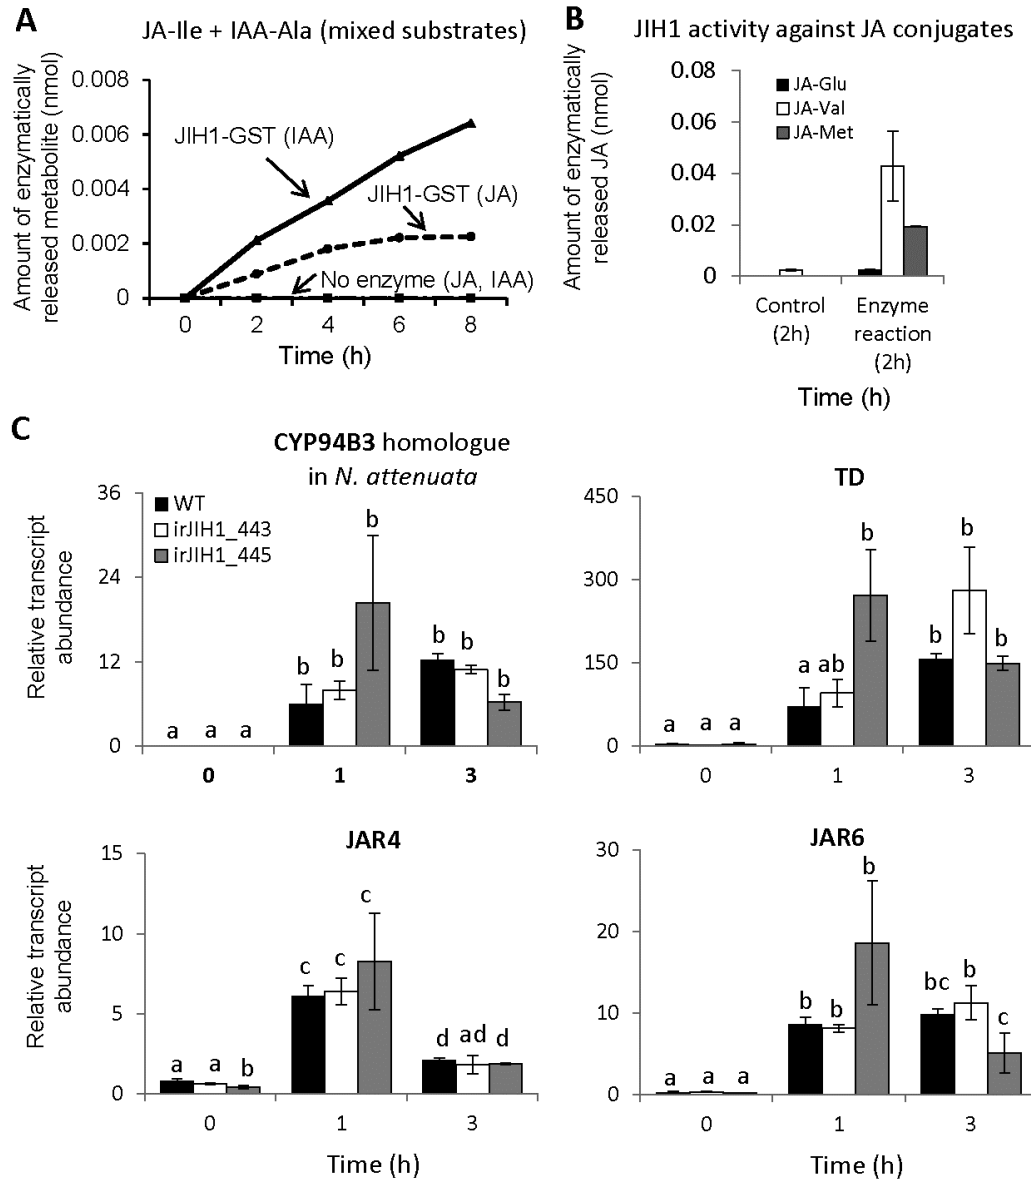 A
JA-Ile + IAA-Ala (mixed substrates)
Amount of enzymatically
released metabolite (nmol)
0.008
0.006
0.004
0.002
0
JIH1-GST (IAA)
JIH1-GST (JA)
No enzyme (JA, IAA)
0 2 4 6 8
Time (h)
B
JIH1 activity against JA conjugates
Amount of enzymatically
released JA (nmol)
0.08
0.06
0.04
0.02
0
JA-Glu
JA-Val
JA-Met
Control
(2h)
Enzyme
reaction
(2h)
Time (h)
C
CYP94B3 homologue
in N. attenuata
Relative transcript
abundance
36
24
12
0
WT
irJIH1_443
irJIH1_445
a a a
b b b
b b b
0 1 3
TD
450
300
150
0
a a a
a ab b
b b b
0 1 3
JAR4
Relative transcript
abundance
15
10
5
0
a a b
c c c
d ad d
0 1 3
Time (h)
JAR6
30
20
10
0
a a a
b b b
bc b c
0 1 3
Time (h)